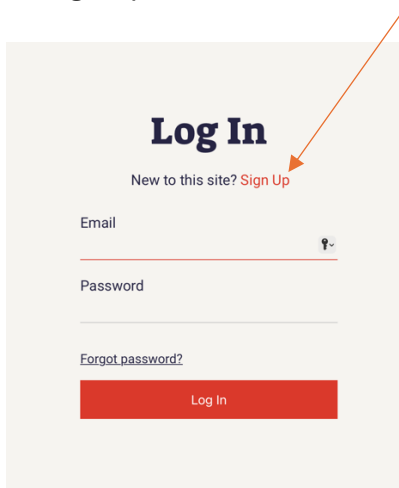 Log In
New to this site? Sign Up
Email
Password
Forgot password?
Log In